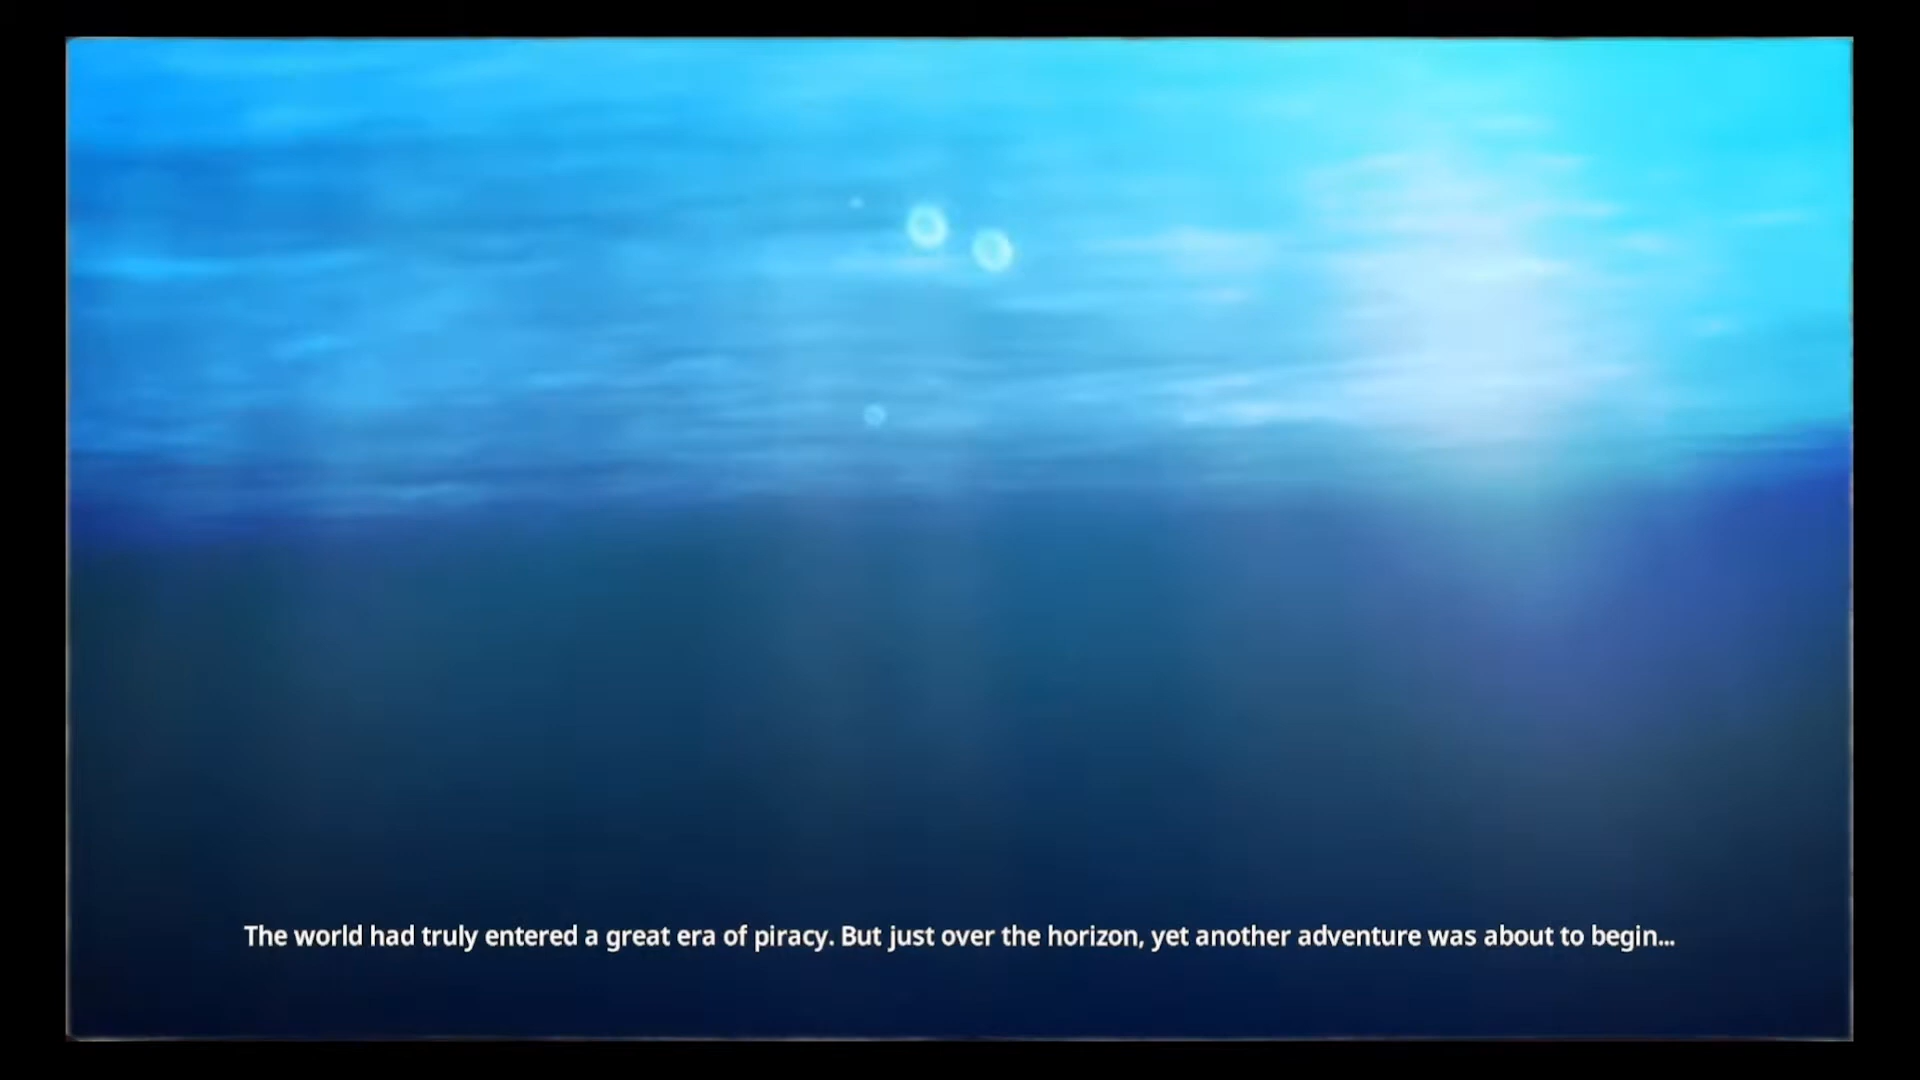 The world had truly entered a great era of piracy. But just over the horizon, yet another adventure was about to begin...